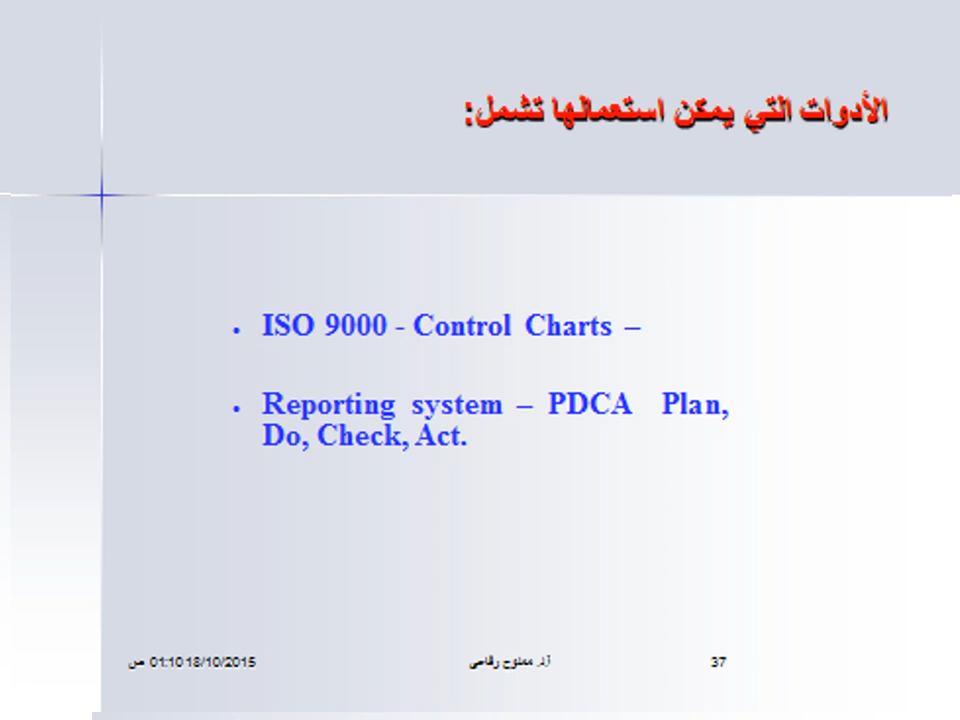 الأدوات التي يمكن استعمالها تشمل:
• ISO 9000 - Control Charts –
• Reporting system – PDCA Plan,
Do, Check, Act.
01:10 18/10/2015 ص
أ.د. ممدوح رفاعي
37